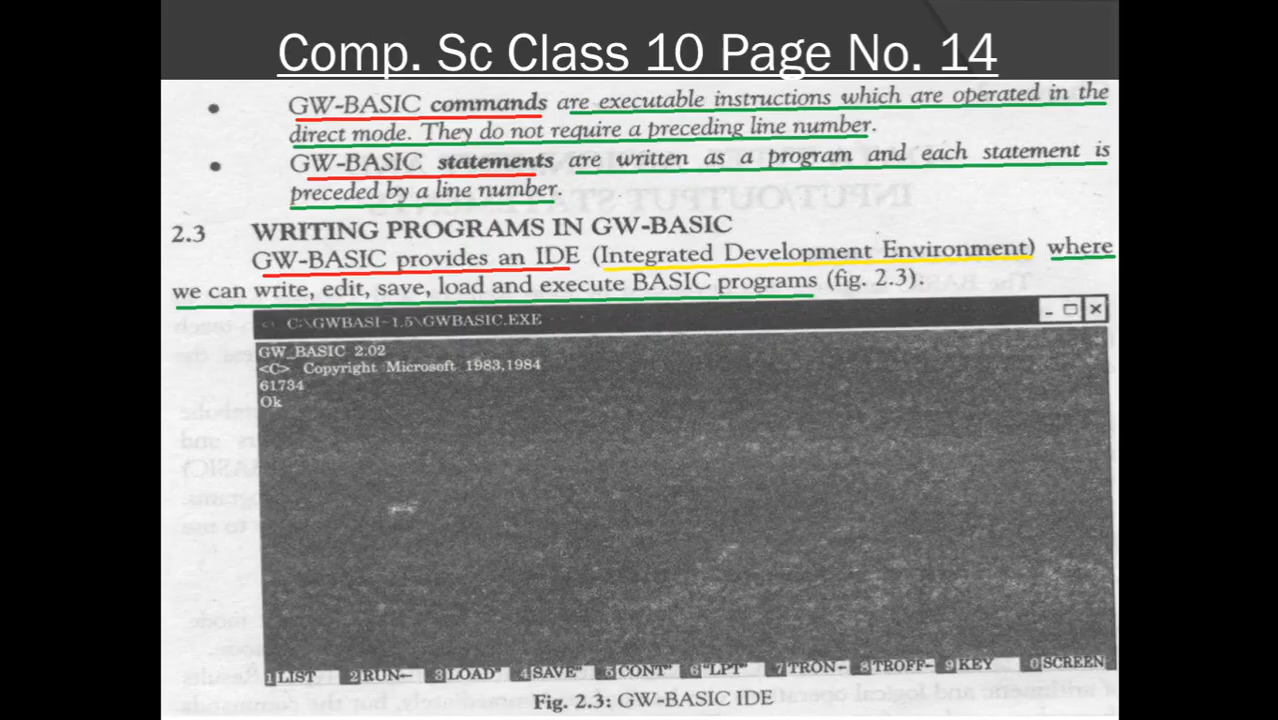 Comp. Sc Class 10 Page No. 14
• GW-BASIC commands are executable instructions which are operated in the
direct mode. They do not require a preceding line number.
• GW-BASIC statements are written as a program and each statement is
preceded by a line number.
2.3 WRITING PROGRAMS IN GW-BASIC
GW-BASIC provides an IDE (Integrated Development Environment) where
we can write, edit, save, load and execute BASIC programs (fig. 2.3).
C:\GWBASI~1.5\GWBASIC.EXE
GW_BASIC 2.02
<C> Copyright Microsoft 1983,1984
61734
Ok
1LIST 2RUN← 3LOAD" 4SAVE" 5CONT" 6"LPT" 7TRON← 8TROFF← 9KEY 0SCREEN
Fig. 2.3: GW-BASIC IDE